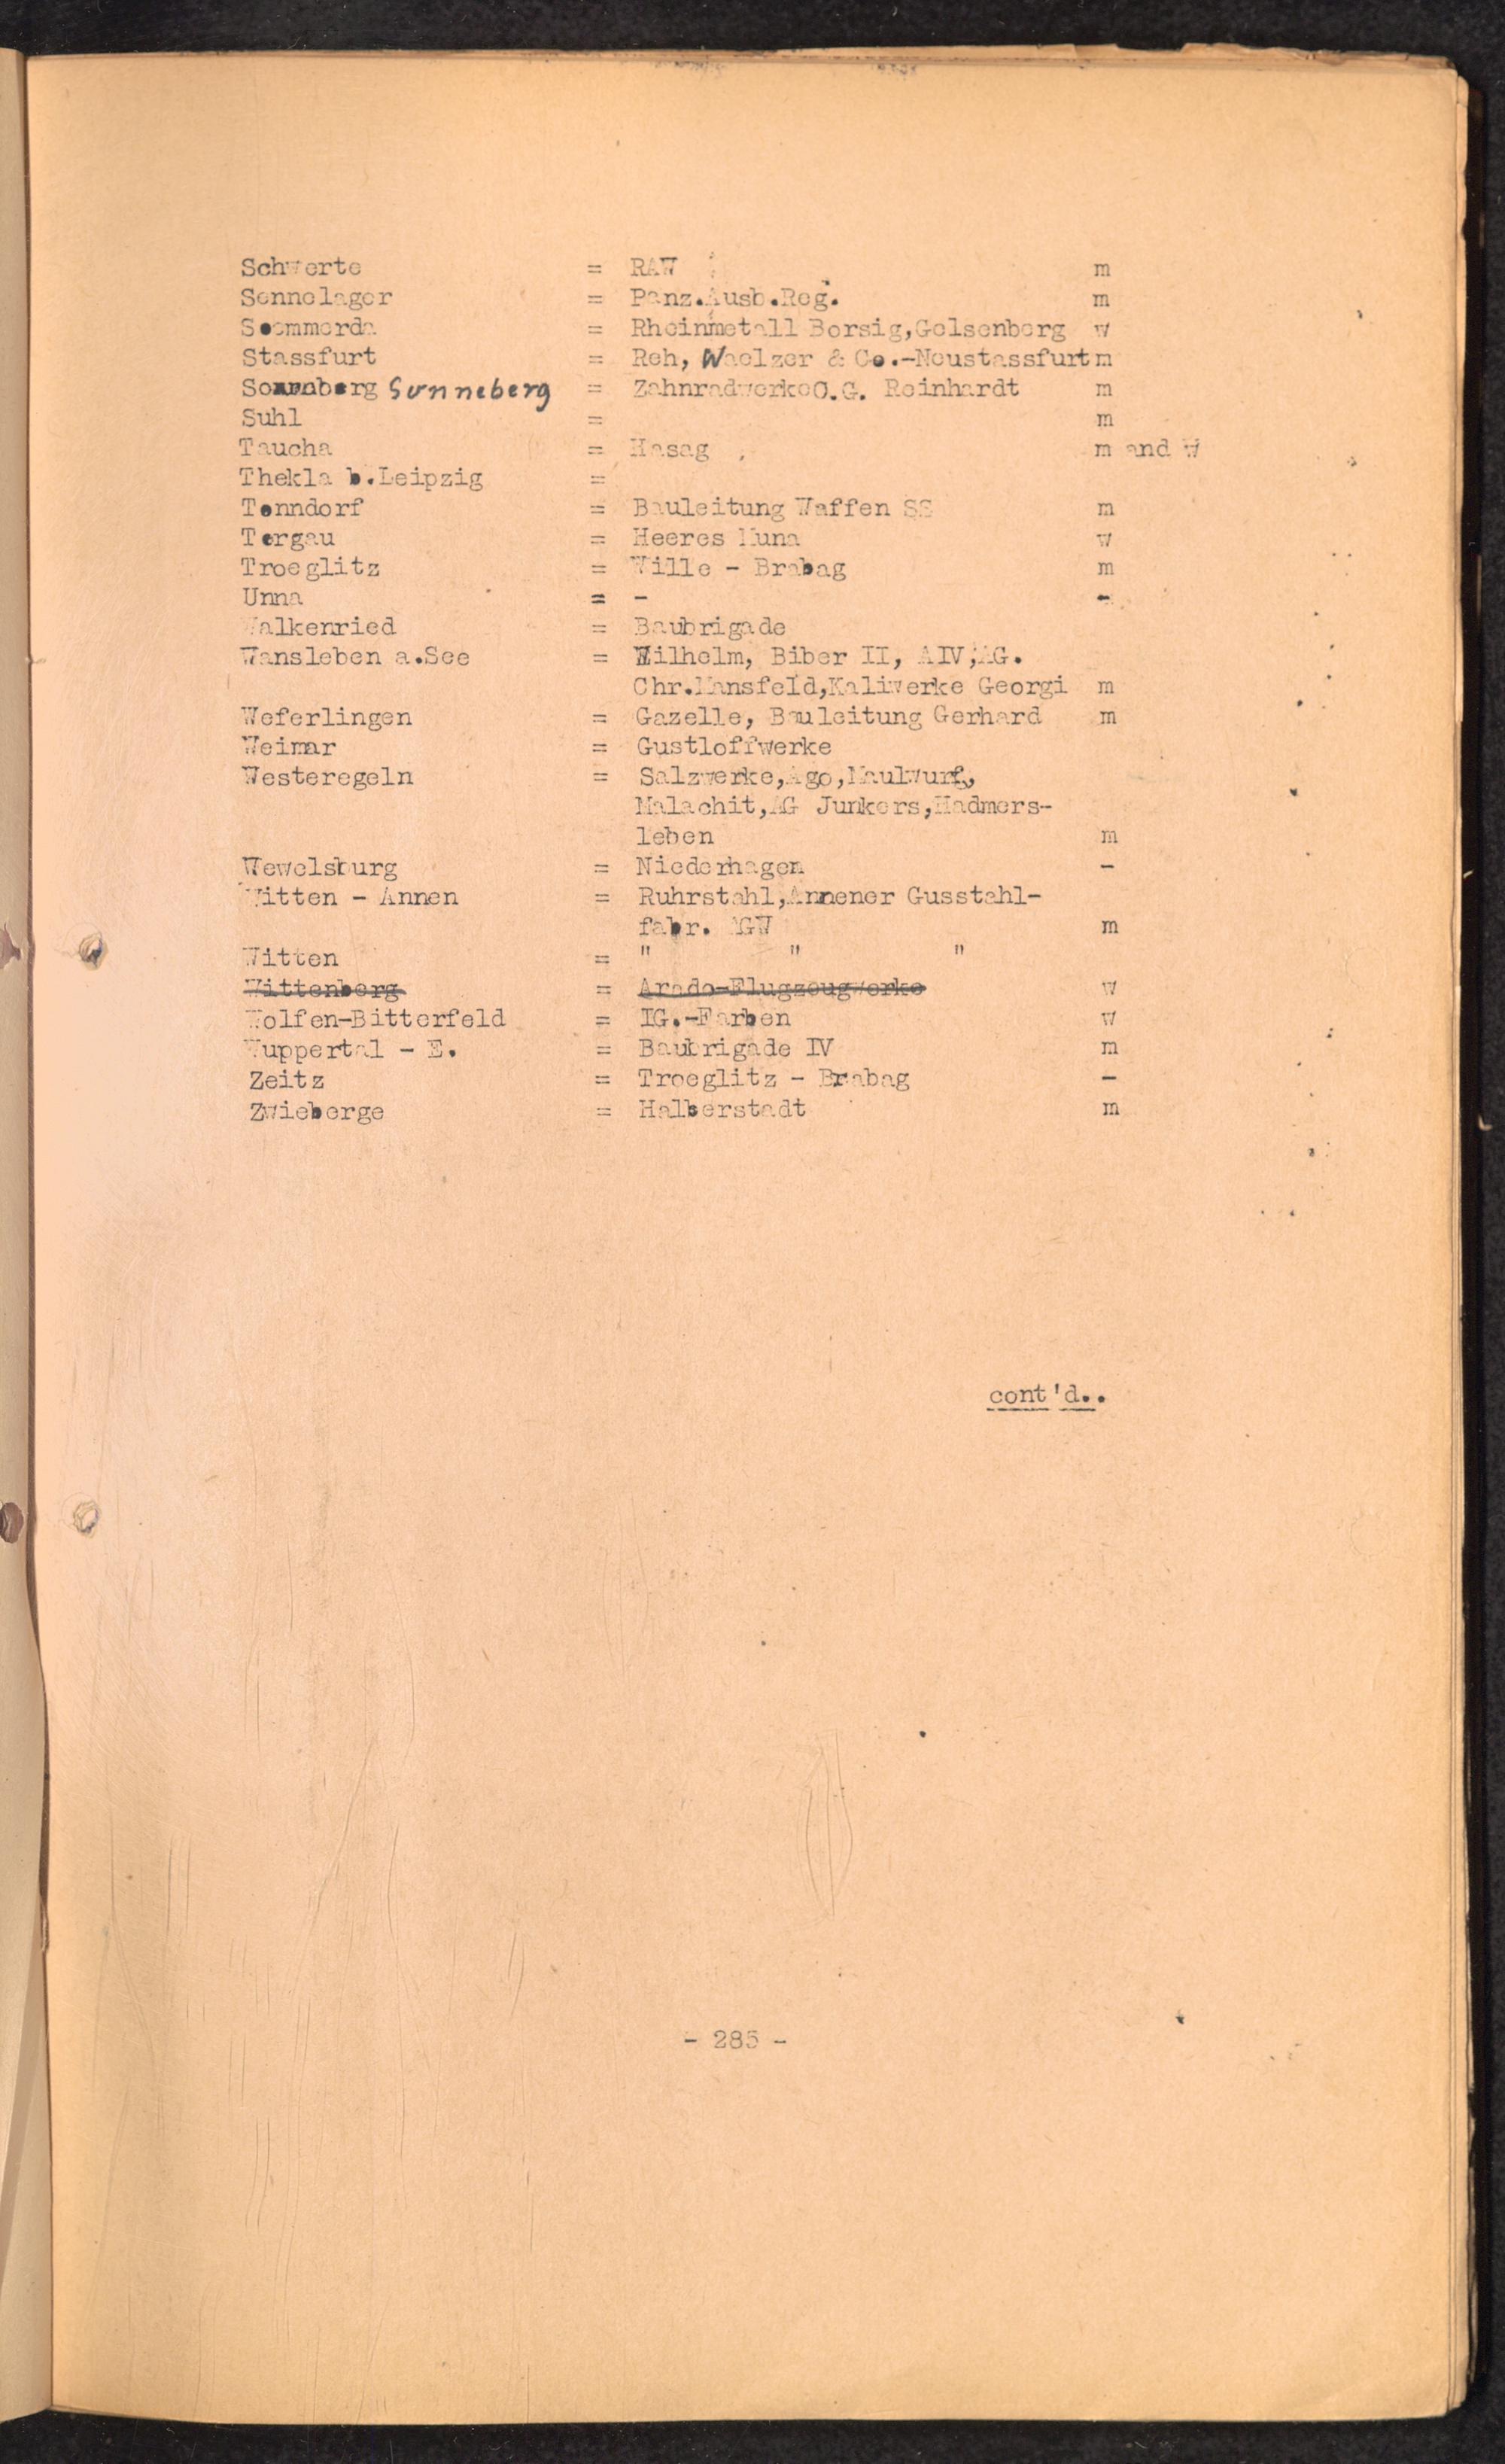 Schwerte = RAW m
Sennelager = Panz.Ausb.Reg. m
Soemmerda = Rheinmetall Borsig,Gelsenberg w
Stassfurt = Reh, Waelzer & Co.-Neustassfurt m
Sonneberg = Zahnradwerke C.G. Reinhardt m
Suhl = m
Taucha = Hasag m and w
Thekla b.Leipzig =
Tonndorf = Bauleitung Waffen SS m
Torgau = Heeres Muna w
Troeglitz = Wille - Brabag m
Unna = - -
Walkenried = Baubrigade
Wansleben a.See = Wilhelm, Biber II, AIV,AG.
Chr.Mansfeld,Kaliwerke Georgi m
Weferlingen = Gazelle, Bauleitung Gerhard m
Weimar = Gustloffwerke
Westeregeln = Salzwerke,Ago,Maulwurf,
Malachit,AG Junkers,Hadmers-
leben m
Wewelsburg = Niederhagen -
Witten - Annen = Ruhrstahl,Annener Gusstahl-
fabr. AGW m
Witten = " " "
Wittenberg = Arado-Flugzeugwerke w
Wolfen-Bitterfeld = IG.-Farben w
Wuppertal - E. = Baubrigade IV m
Zeitz = Troeglitz - Brabag -
Zwieberge = Halberstadt m
cont'd..
- 285 -